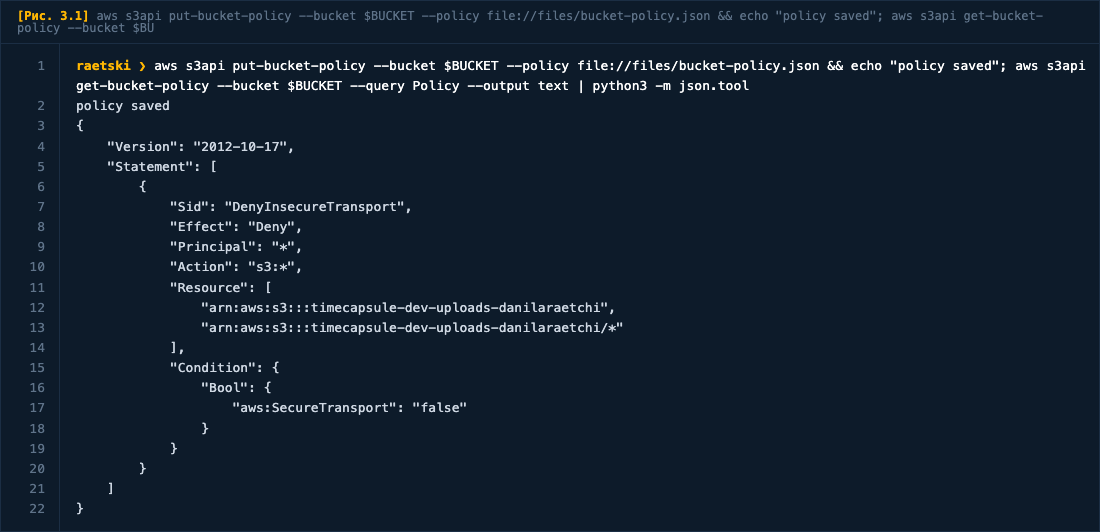 [Рис. 3.1] aws s3api put-bucket-policy --bucket $BUCKET --policy file://files/bucket-policy.json && echo "policy saved"; aws s3api get-bucket-
policy --bucket $BU
1 raetski ❯ aws s3api put-bucket-policy --bucket $BUCKET --policy file://files/bucket-policy.json && echo "policy saved"; aws s3api
get-bucket-policy --bucket $BUCKET --query Policy --output text | python3 -m json.tool
2 policy saved
3 {
4     "Version": "2012-10-17",
5     "Statement": [
6         {
7             "Sid": "DenyInsecureTransport",
8             "Effect": "Deny",
9             "Principal": "*",
10             "Action": "s3:*",
11             "Resource": [
12                 "arn:aws:s3:::timecapsule-dev-uploads-danilaraetchi",
13                 "arn:aws:s3:::timecapsule-dev-uploads-danilaraetchi/*"
14             ],
15             "Condition": {
16                 "Bool": {
17                     "aws:SecureTransport": "false"
18                 }
19             }
20         }
21     ]
22 }